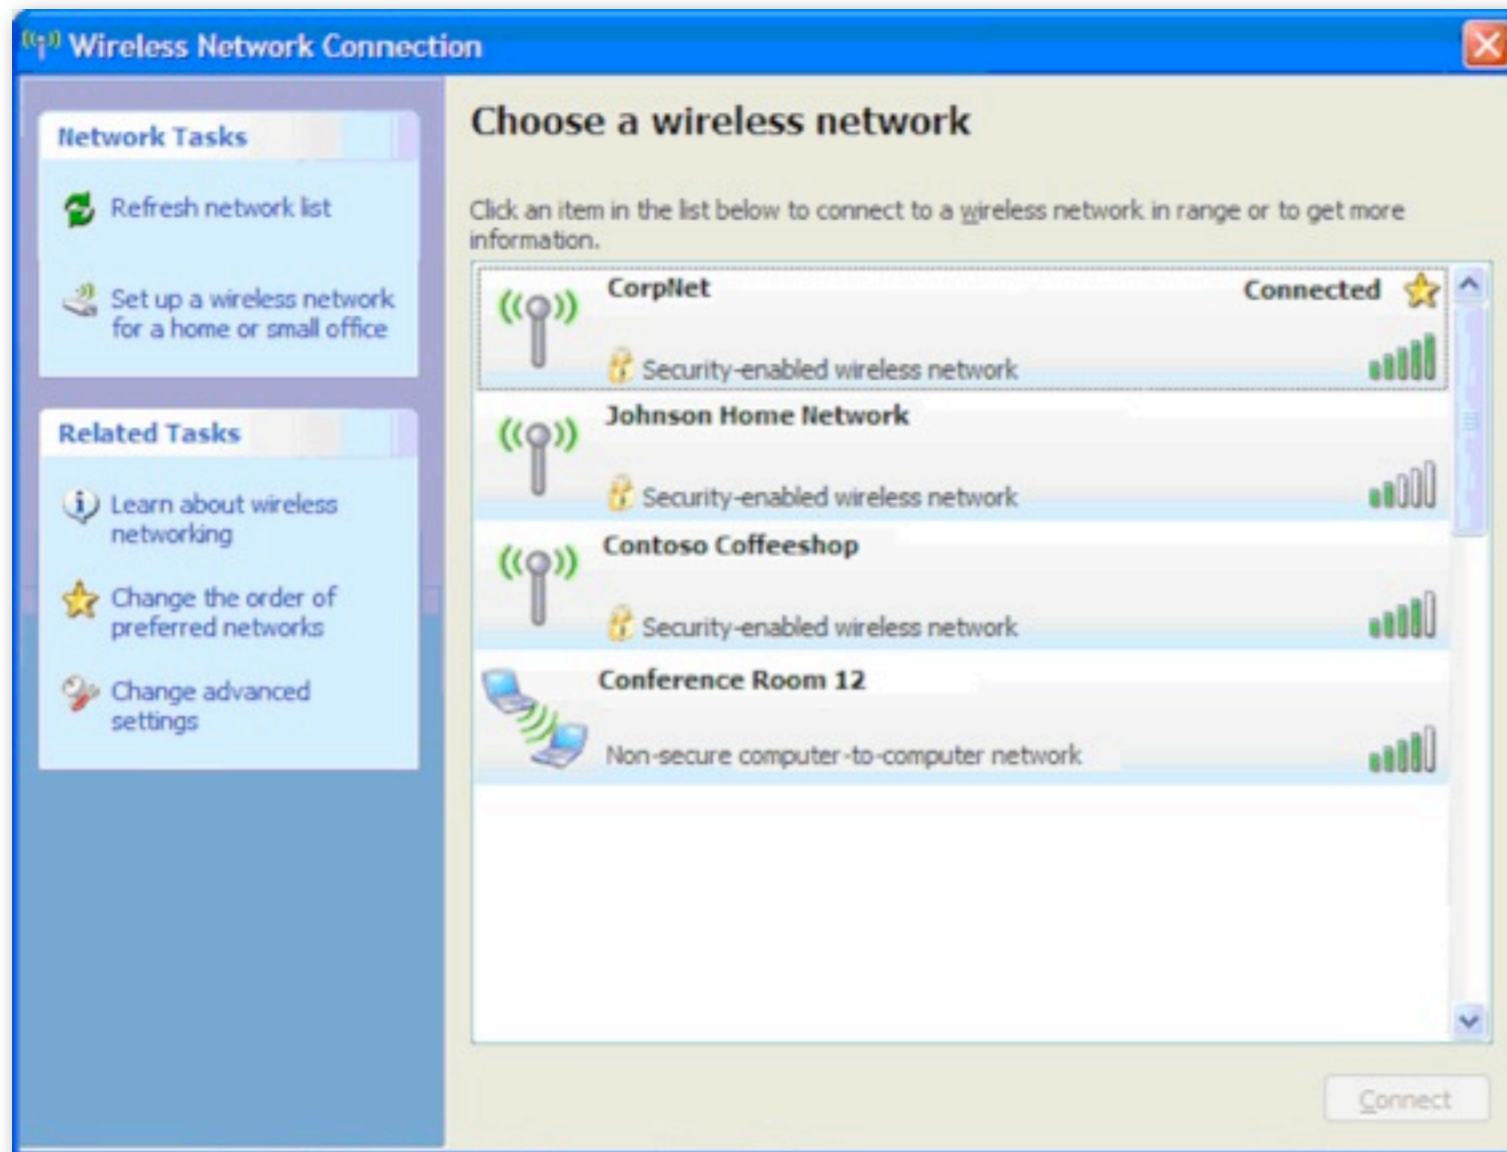 Wireless Network Connection
Network Tasks
Refresh network list
Set up a wireless network
for a home or small office
Related Tasks
Learn about wireless
networking
Change the order of
preferred networks
Change advanced
settings
Choose a wireless network
Click an item in the list below to connect to a wireless network in range or to get more
information.
CorpNet
Connected
Security-enabled wireless network
Johnson Home Network
Security-enabled wireless network
Contoso Coffeeshop
Security-enabled wireless network
Conference Room 12
Non-secure computer-to-computer network
Connect